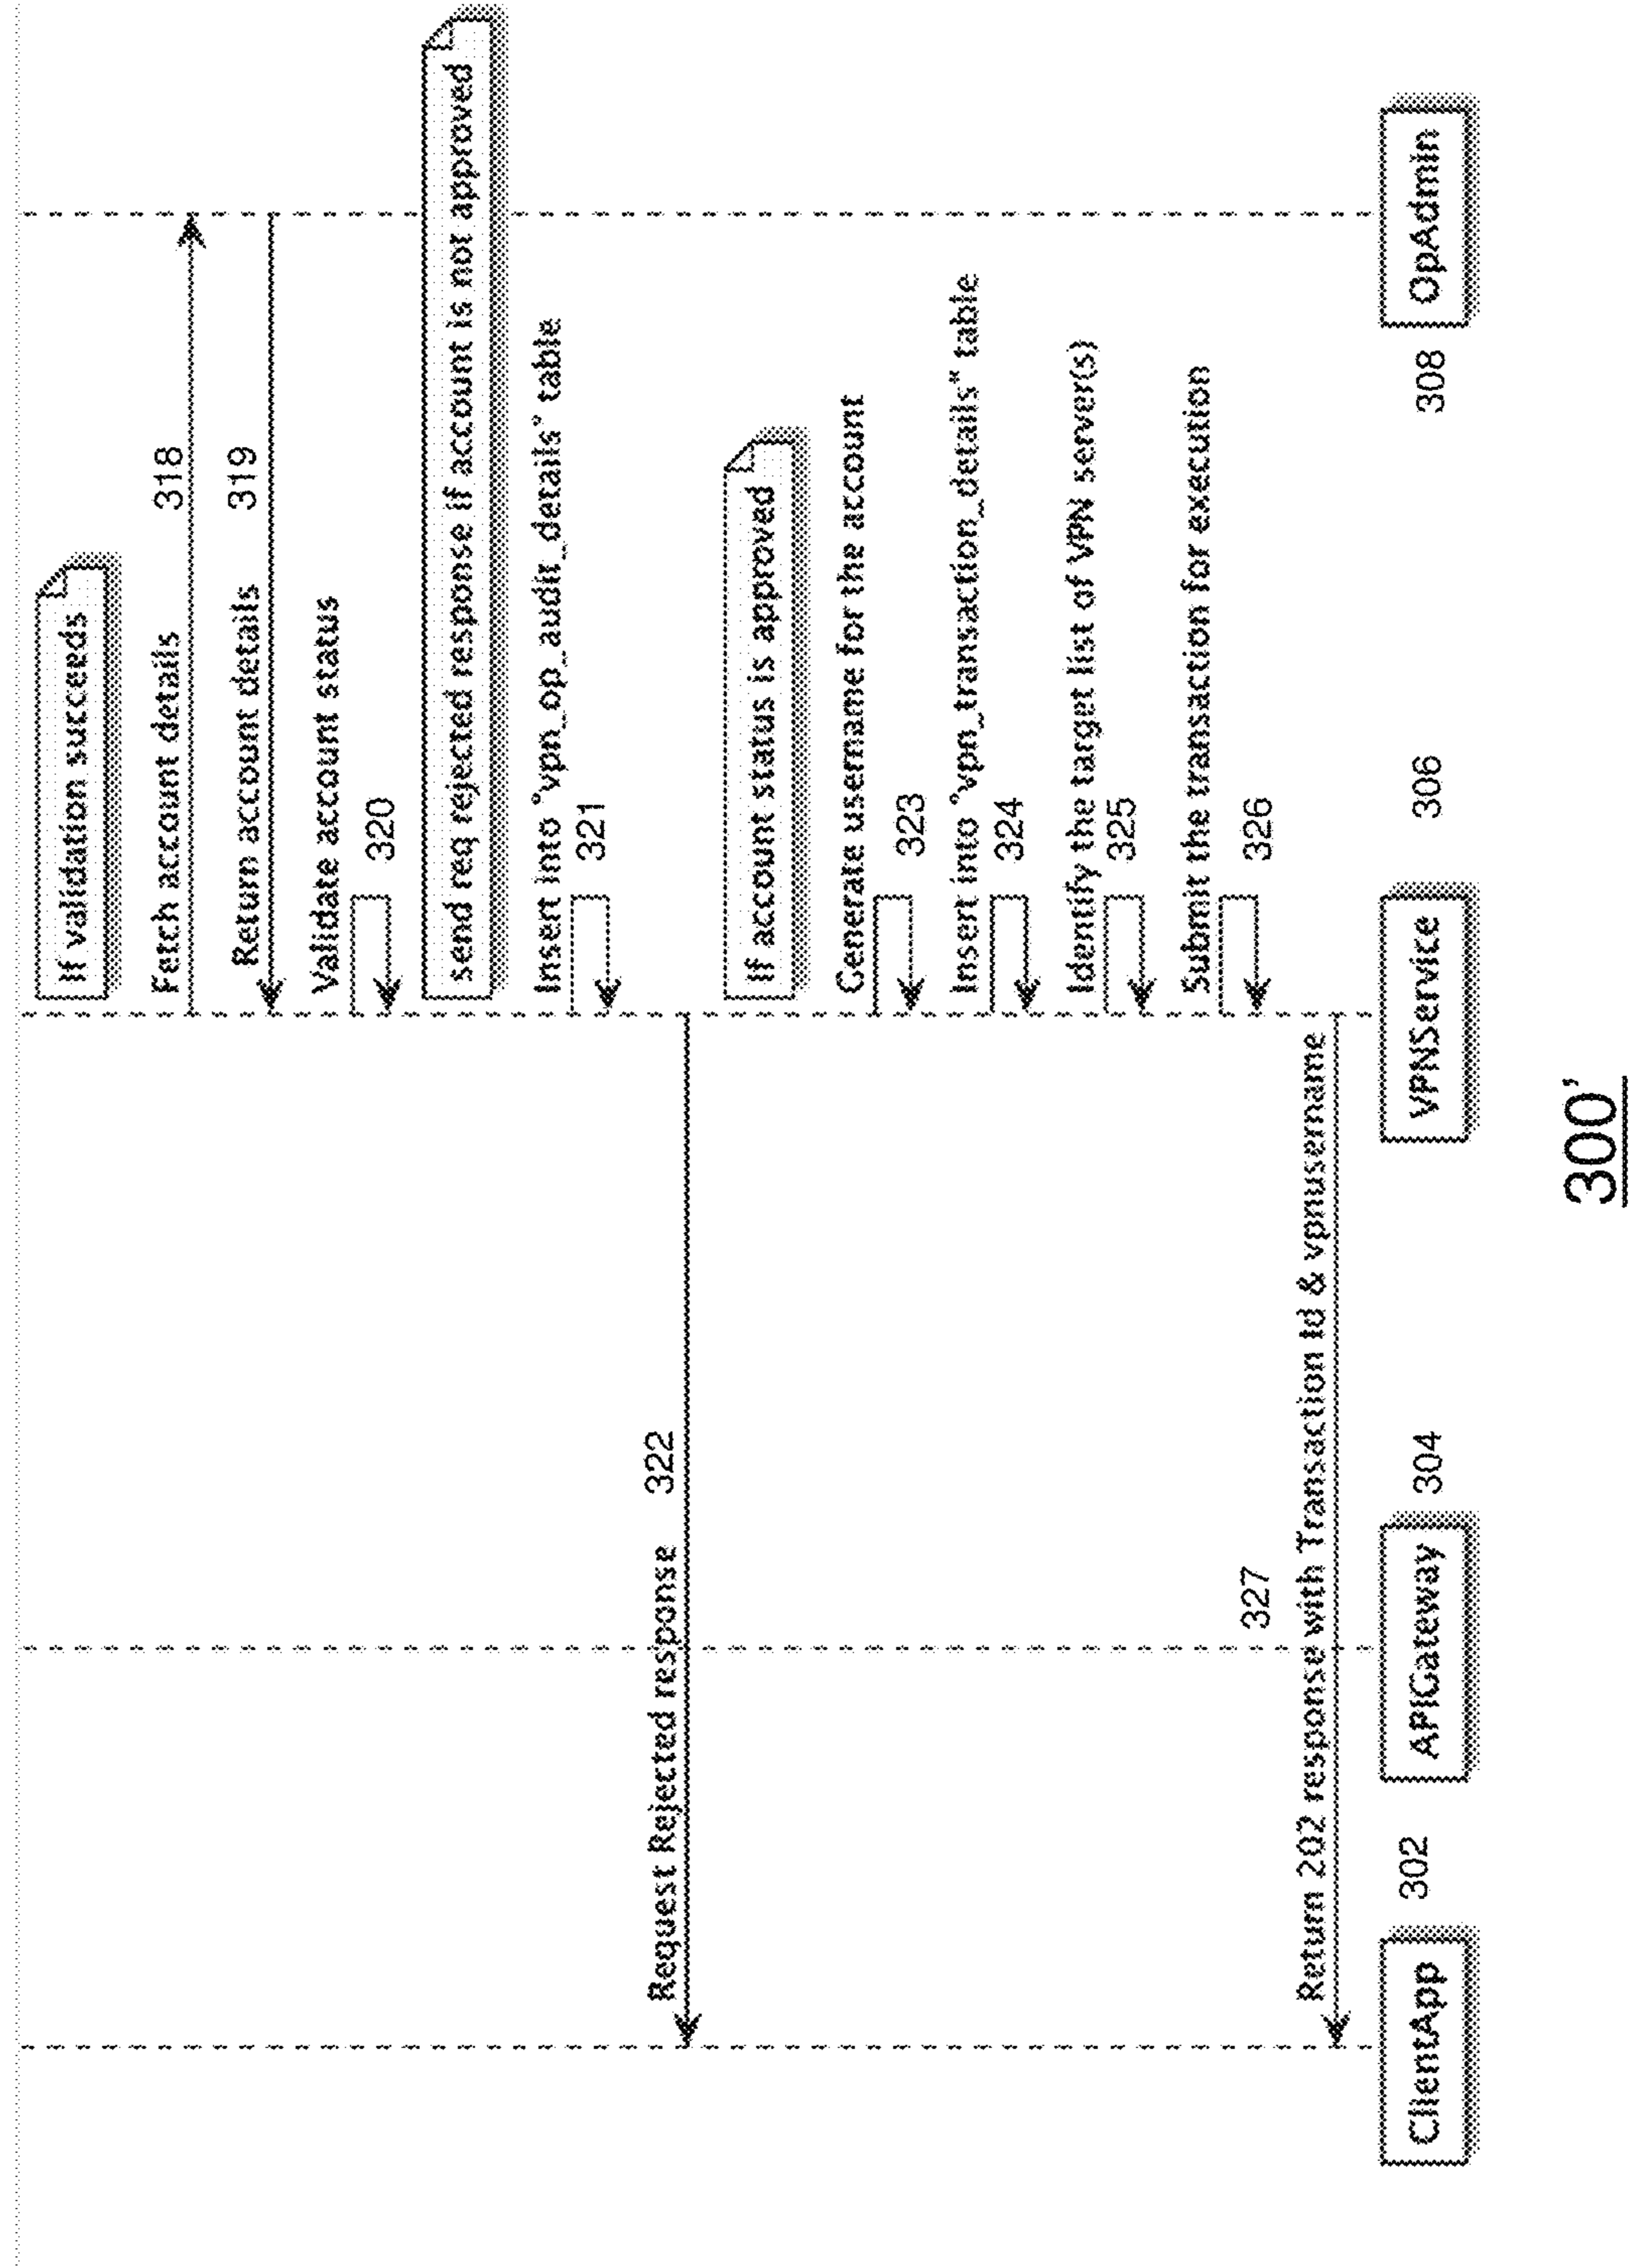 If validation succeeds
Fetch account details
318
Return account details
319
Validate account status
320
send req rejected response if account is not approved
Insert into "vpn_op_audit_details" table
321
Request Rejected response
322
If account status is approved
Generate username for the account
323
Insert into "vpn_transaction_details" table
324
Identify the target list of VPN server(s)
325
Submit the transaction for execution
326
327
Return 202 response with Transaction Id & vpnusername
ClientApp
302
APIGateway
304
VPNService
306
OpAdmin
308
300'